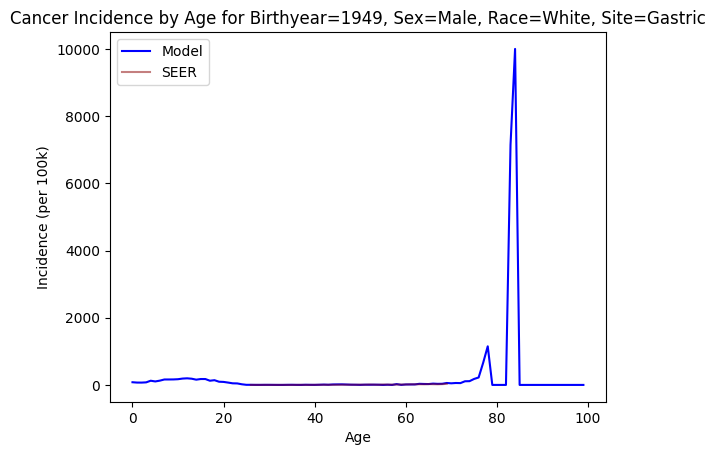 Cancer Incidence by Age for Birthyear=1949, Sex=Male, Race=White, Site=Gastric
Model
SEER
10000
8000
6000
4000
2000
0
Incidence (per 100k)
0 20 40 60 80 100
Age